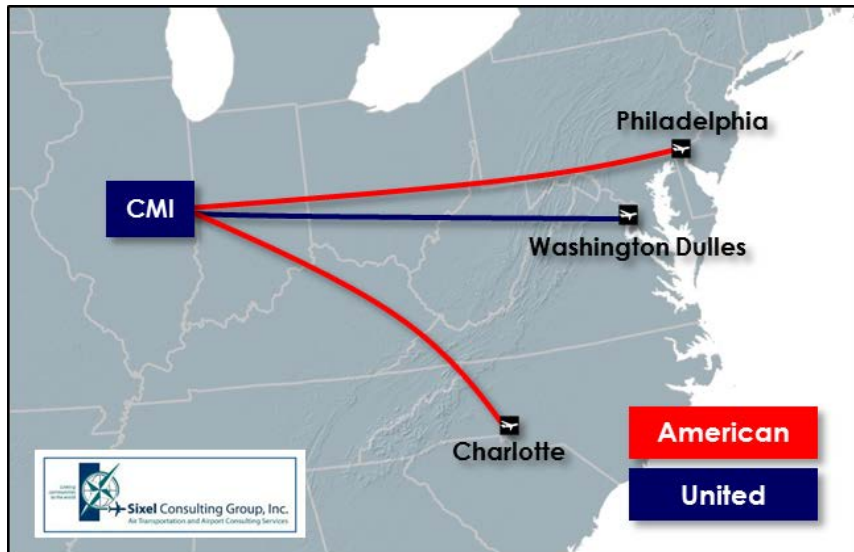 Philadelphia
CMI
Washington Dulles
Charlotte
American
United
Sixel Consulting Group, Inc.
Air Transportation and Airport Consulting Services